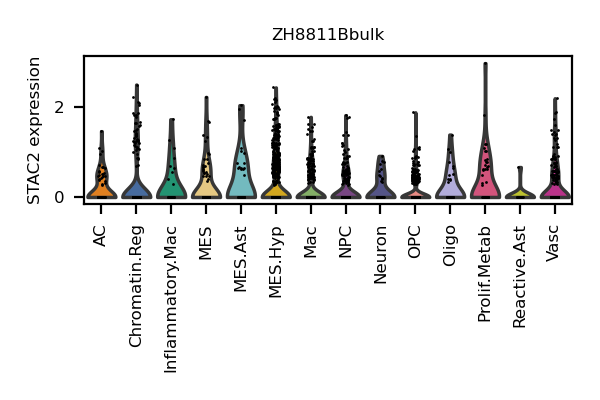 ZH8811Bbulk
STAC2 expression
2
0
AC
Chromatin.Reg
Inflammatory.Mac
MES
MES.Ast
MES.Hyp
Mac
NPC
Neuron
OPC
Oligo
Prolif.Metab
Reactive.Ast
Vasc